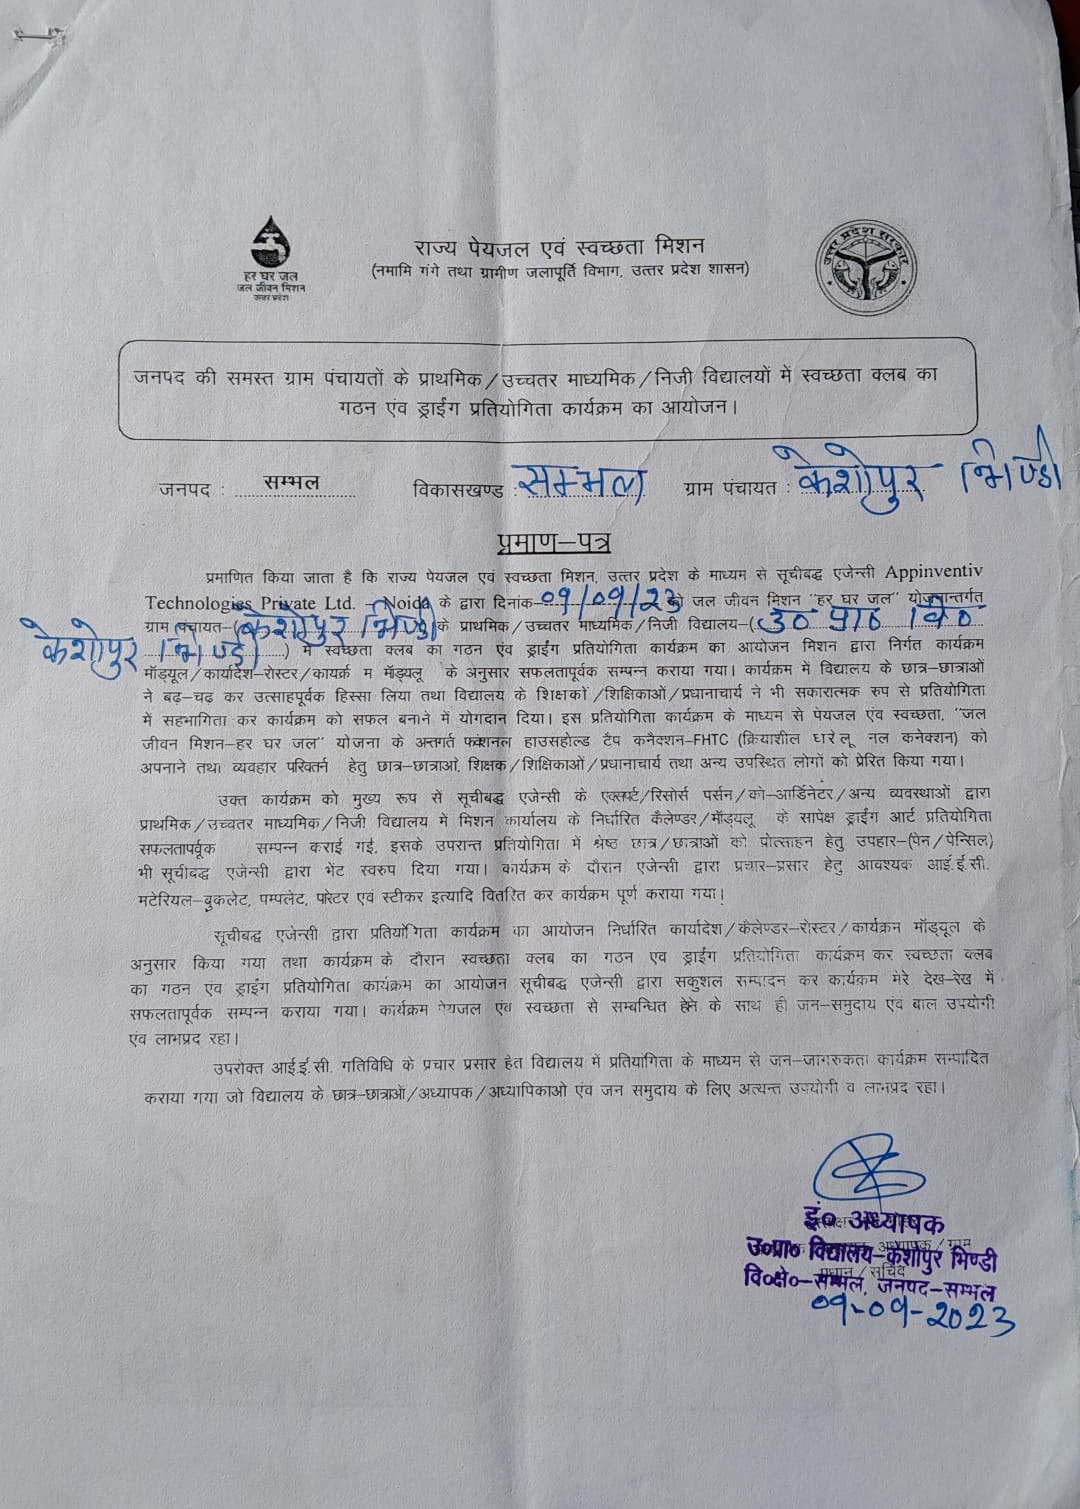 हर घर जल
जल जीवन मिशन
उत्तर प्रदेश
राज्य पेयजल एवं स्वच्छता मिशन
(नमामि गंगे तथा ग्रामीण जलापूर्ति विभाग, उत्तर प्रदेश शासन)
उत्तर प्रदेश सरकार
जनपद की समस्त ग्राम पंचायतों के प्राथमिक/उच्चतर माध्यमिक/निजी विद्यालयों में स्वच्छता क्लब का
गठन एंव ड्राईंग प्रतियोगिता कार्यक्रम का आयोजन।
जनपद : सम्भल विकासखण्ड : सम्भल ग्राम पंचायत : केशोपुर भिण्डी
प्रमाण–पत्र
प्रमाणित किया जाता है कि राज्य पेयजल एवं स्वच्छता मिशन, उत्तर प्रदेश के माध्यम से सूचीबद्ध एजेन्सी Appinventiv
Technologies Private Ltd. – Noida के द्वारा दिनांक 09/09/23 को जल जीवन मिशन "हर घर जल" योजनान्तर्गत
ग्राम पंचायत–(केशोपुर भिण्डी के प्राथमिक/उच्चतर माध्यमिक/निजी विद्यालय–(उ० प्रा० वि०
केशोपुर भिण्डी) में स्वच्छता क्लब का गठन एंव ड्राईंग प्रतियोगिता कार्यक्रम का आयोजन मिशन द्वारा निर्गत कार्यक्रम
मॉड्यूल/कार्यादेश–रोस्टर/कायर्क्र म मॉड्यलू के अनुसार सफलतापूर्वक सम्पन्न कराया गया। कार्यक्रम में विद्यालय के छात्र–छात्राओं
ने बढ़–चढ़ कर उत्साहपूर्वक हिस्सा लिया तथा विद्यालय के शिक्षकों/शिक्षिकाओं/प्रधानाचार्य ने भी सकारात्मक रुप से प्रतियोगिता
में सहभागिता कर कार्यक्रम को सफल बनाने में योगदान दिया। इस प्रतियोगिता कार्यक्रम के माध्यम से पेयजल एंव स्वच्छता, "जल
जीवन मिशन–हर घर जल" योजना के अन्तर्गत फंक्शनल हाउसहोल्ड टैप कनैक्शन–FHTC (क्रियाशील घरेलू नल कनेक्शन) को
अपनाने तथा व्यवहार परिवर्तन हेतु छात्र–छात्राओं, शिक्षक/शिक्षिकाओं/प्रधानाचार्य तथा अन्य उपस्थित लोगों को प्रेरित किया गया।
उक्त कार्यक्रम को मुख्य रूप से सूचीबद्ध एजेन्सी के एक्सपर्ट/रिसोर्स पर्सन/को–आर्डिनेटर/अन्य व्यवस्थाओं द्वारा
प्राथमिक/उच्चतर माध्यमिक/निजी विद्यालय में मिशन कार्यालय के निर्धारित कैलेण्डर/मॉड्यलू के सापेक्ष ड्राईंग आर्ट प्रतियोगिता
सफलतापर्वूक सम्पन्न कराई गई, इसके उपरान्त प्रतियोगिता में श्रेष्ठ छात्र/छात्राओं को प्रोत्साहन हेतु उपहार–(पेन/पेन्सिल)
भी सूचीबद्ध एजेन्सी द्वारा भेंट स्वरुप दिया गया। कार्यक्रम के दौरान एजेन्सी द्वारा प्रचार–प्रसार हेतु आवश्यक आई.ई.सी.
मटेरियल–बुकलेट, पम्पलेट, पोस्टर एवं स्टीकर इत्यादि वितरित कर कार्यक्रम पूर्ण कराया गया।
सूचीबद्ध एजेन्सी द्वारा प्रतियोगिता कार्यक्रम का आयोजन निर्धारित कार्यादेश/कैलेण्डर–रोस्टर/कार्यक्रम मॉड्यूल के
अनुसार किया गया तथा कार्यक्रम के दौरान स्वच्छता क्लब का गठन एंव ड्राईंग प्रतियोगिता कार्यक्रम कर स्वच्छता क्लब
का गठन एंव ड्राईंग प्रतियोगिता कार्यक्रम का आयोजन सूचीबद्ध एजेन्सी द्वारा सकुशल सम्पादन कर कार्यक्रम मेरे देख–रेख में
सफलतापूर्वक सम्पन्न कराया गया। कार्यक्रम पेयजल एंव स्वच्छता से सम्बन्धित होने के साथ ही जन–समुदाय एंव बाल उपयोगी
एंव लाभप्रद रहा।
उपरोक्त आई.ई.सी. गतिविधि के प्रचार प्रसार हेत विद्यालय में प्रतियोगिता के माध्यम से जन–जागरुकता कार्यक्रम सम्पादित
कराया गया जो विद्यालय के छात्र–छात्राओं/अध्यापक/अध्यापिकाओ एंव जन समुदाय के लिए अत्यन्त उपयोगी व लाभप्रद रहा।
इं० अध्यापक
अध्यापक/ग्राम
उ०प्रा० विद्यालय–केशोपुर भिण्डी
प्रधान/सचिव
वि०क्षे०–सम्भल, जनपद–सम्भल
09-09-2023